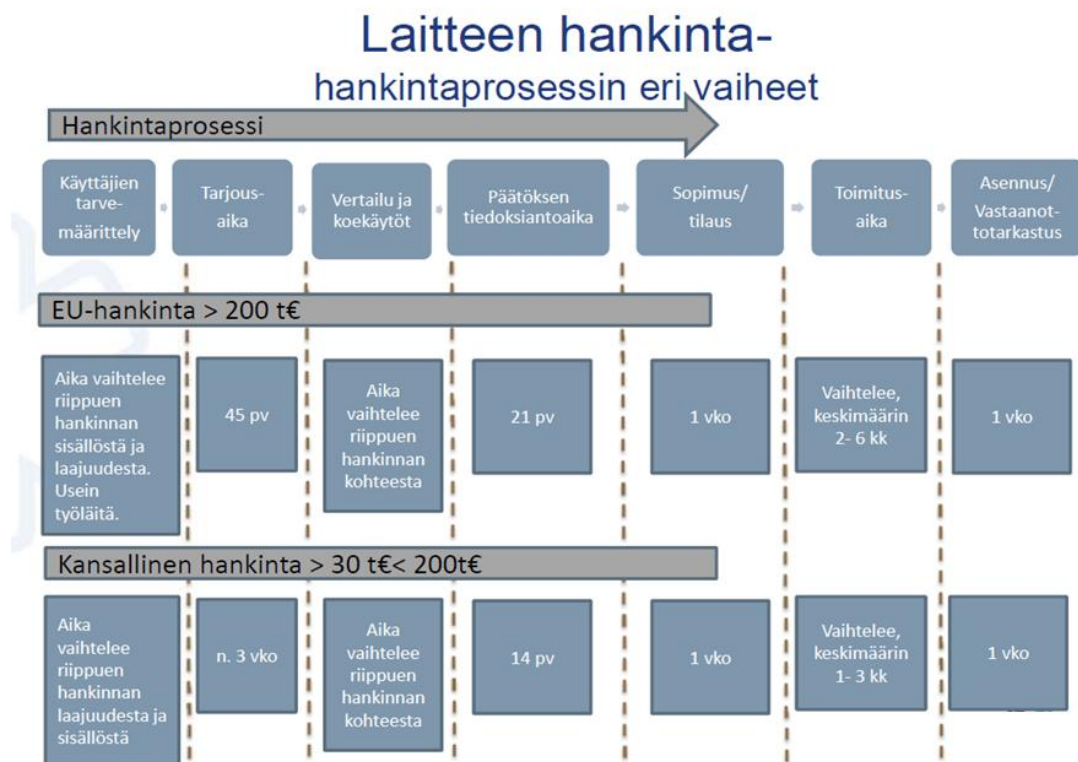 Laitteen hankinta-
hankintaprosessin eri vaiheet
Hankintaprosessi
Käyttäjien
tarve-
määrittely
Tarjous-
aika
Vertailu ja
koekäytöt
Päätöksen
tiedoksiantoaika
Sopimus/
tilaus
Toimitus-
aika
Asennus/
Vastaanot-
totarkastus
EU-hankinta > 200 t€
Aika vaihtelee
riippuen
hankinnan
sisällöstä ja
laajuudesta.
Usein
työläitä.
45 pv
Aika
vaihtelee
riippuen
hankinnan
kohteesta
21 pv
1 vko
Vaihtelee,
keskimäärin
2- 6 kk
1 vko
Kansallinen hankinta > 30 t€< 200t€
Aika
vaihtelee
riippuen
hankinnan
laajuudesta ja
sisällöstä
n. 3 vko
Aika
vaihtelee
riippuen
hankinnan
kohteesta
14 pv
1 vko
Vaihtelee,
keskimäärin
1- 3 kk
1 vko